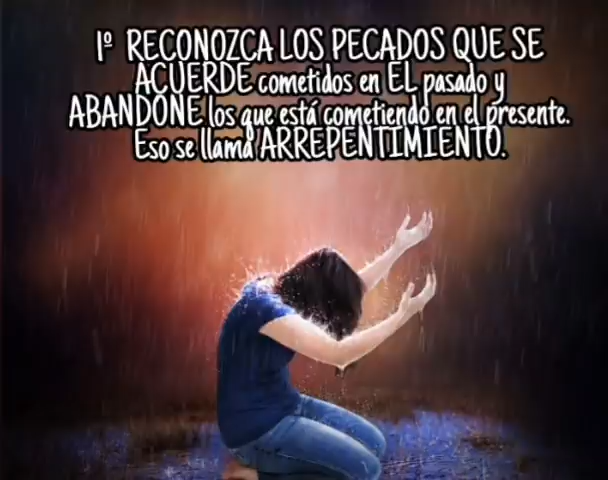 1º RECONOZCA LOS PECADOS QUE SE
ACUERDE cometidos en EL pasado y
ABANDONE los que está cometiendo en el presente.
Eso se llama ARREPENTIMIENTO.